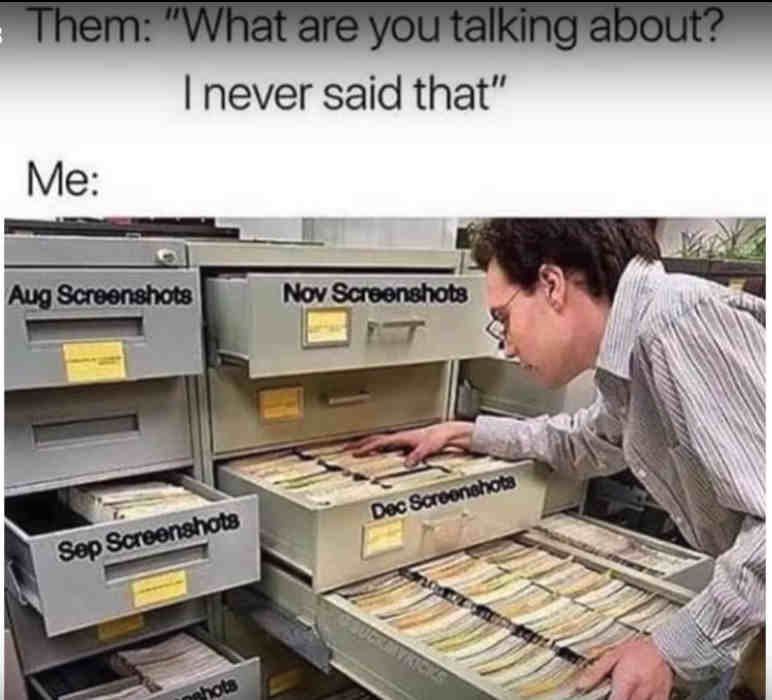 Them: "What are you talking about?
I never said that"
Me:
Aug Screenshots
Nov Screenshots
Dec Screenshots
Sep Screenshots